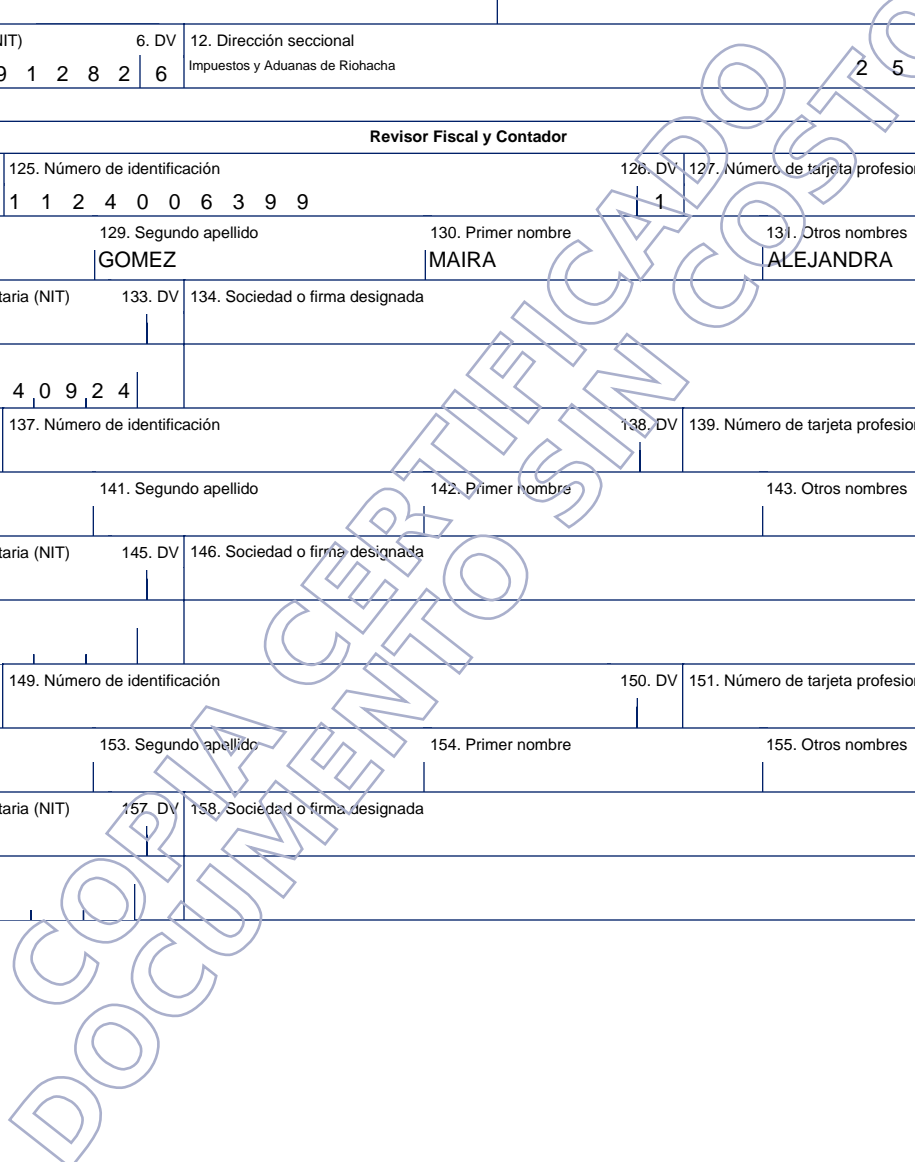 NIT) 6. DV 12. Dirección seccional
9 1 2 8 2 6 Impuestos y Aduanas de Riohacha 2 5
Revisor Fiscal y Contador
125. Número de identificación 126. DV 127. Número de tarjeta profesion
1 1 2 4 0 0 6 3 9 9 1
129. Segundo apellido 130. Primer nombre 131. Otros nombres
GOMEZ MAIRA ALEJANDRA
taria (NIT) 133. DV 134. Sociedad o firma designada
4 0 9 2 4
137. Número de identificación 138. DV 139. Número de tarjeta profesion
141. Segundo apellido 142. Primer nombre 143. Otros nombres
taria (NIT) 145. DV 146. Sociedad o firma designada
149. Número de identificación 150. DV 151. Número de tarjeta profesion
153. Segundo apellido 154. Primer nombre 155. Otros nombres
taria (NIT) 157. DV 158. Sociedad o firma designada
COPIA CERTIFICADO
DOCUMENTO SIN COSTO